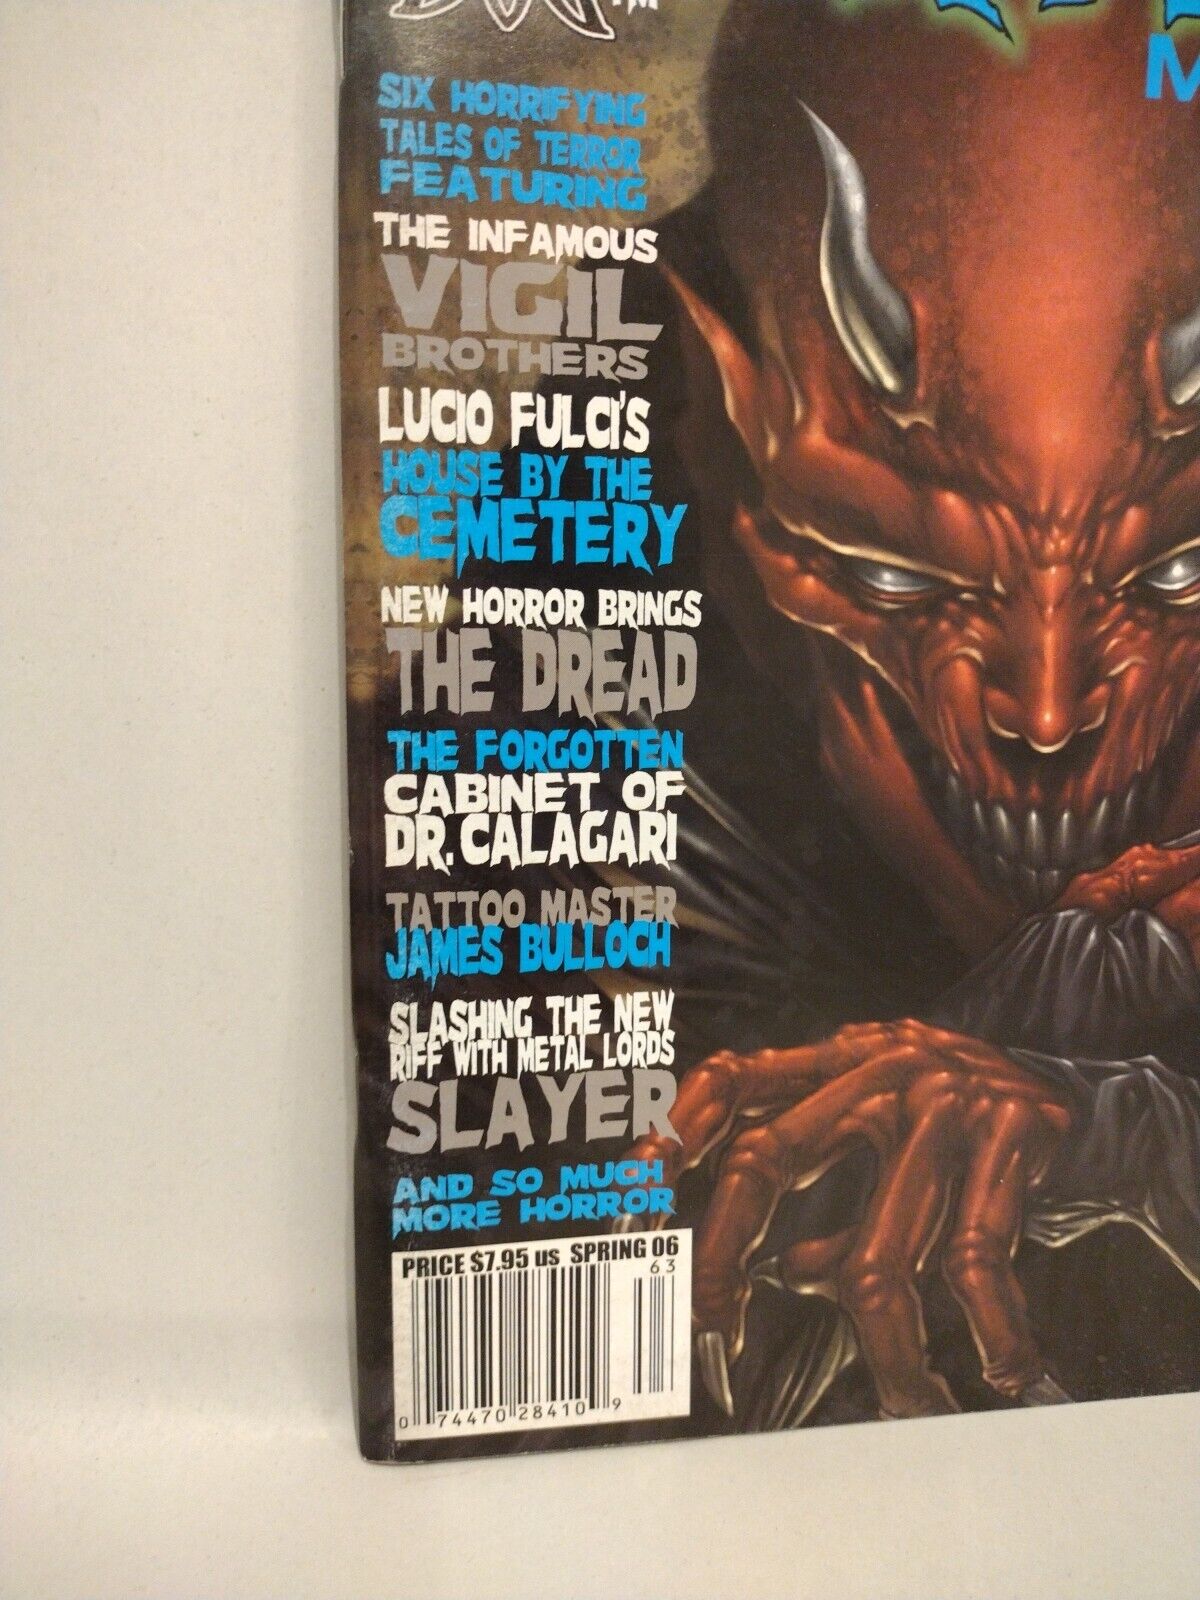 TM
M
SIX HORRIFYING
TALES OF TERROR
FEATURING
THE INFAMOUS
VIGIL
BROTHERS
LUCIO FULCI'S
HOUSE BY THE
CEMETERY
NEW HORROR BRINGS
THE DREAD
THE FORGOTTEN
CABINET OF
DR. CALAGARI
TATTOO MASTER
JAMES BULLOCH
SLASHING THE NEW
RIFF WITH METAL LORDS
SLAYER
AND SO MUCH
MORE HORROR
PRICE $7.95 US SPRING 06
63
0 74470 28410 9